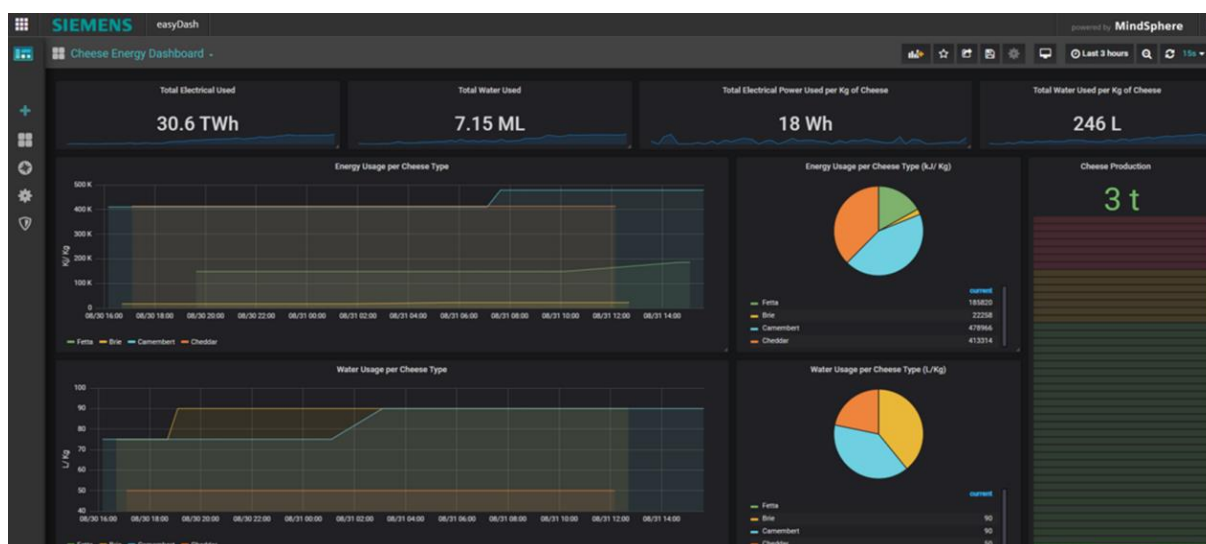 SIEMENS easyDash powered by MindSphere
Cheese Energy Dashboard
Last 3 hours 15s
Total Electrical Used
30.6 TWh
Total Water Used
7.15 ML
Total Electrical Power Used per Kg of Cheese
18 Wh
Total Water Used per Kg of Cheese
246 L
Energy Usage per Cheese Type
500 K
400 K
300 K
200 K
100 K
0
Kj/ Kg
08/30 16:00 08/30 18:00 08/30 20:00 08/30 22:00 08/31 00:00 08/31 02:00 08/31 04:00 08/31 06:00 08/31 08:00 08/31 10:00 08/31 12:00 08/31 14:00
Fetta Brie Camembert Cheddar
Energy Usage per Cheese Type (kJ/ Kg)
current
Fetta 185820
Brie 22258
Camembert 478966
Cheddar 413314
Cheese Production
3 t
Water Usage per Cheese Type
100
90
80
70
60
50
40
L/ Kg
08/30 16:00 08/30 18:00 08/30 20:00 08/30 22:00 08/31 00:00 08/31 02:00 08/31 04:00 08/31 06:00 08/31 08:00 08/31 10:00 08/31 12:00 08/31 14:00
Fetta Brie Camembert Cheddar
Water Usage per Cheese Type (L/Kg)
current
Fetta
Brie 90
Camembert 90
Cheddar 50